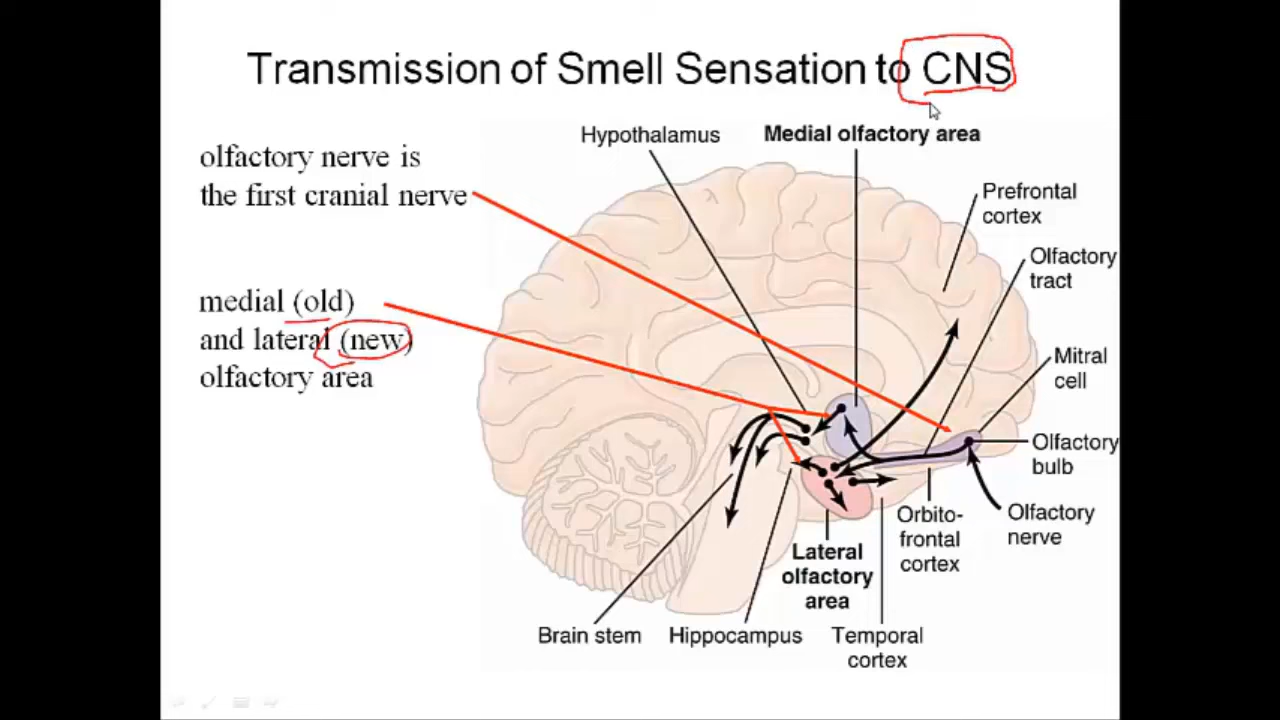 Transmission of Smell Sensation to CNS
olfactory nerve is
the first cranial nerve
medial (old)
and lateral (new)
olfactory area
Hypothalamus
Medial olfactory area
Prefrontal
cortex
Olfactory
tract
Mitral
cell
Olfactory
bulb
Olfactory
nerve
Orbito-
frontal
cortex
Lateral
olfactory
area
Brain stem
Hippocampus
Temporal
cortex